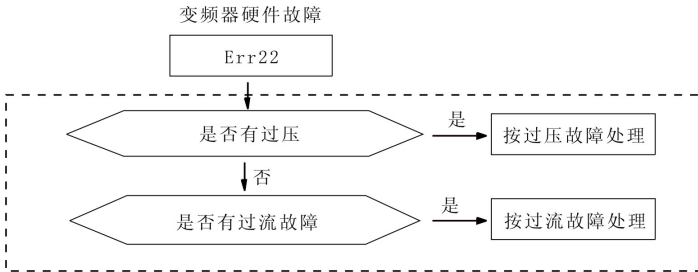 变频器硬件故障
Err22
是否有过压
是
按过压故障处理
否
是否有过流故障
是
按过流故障处理